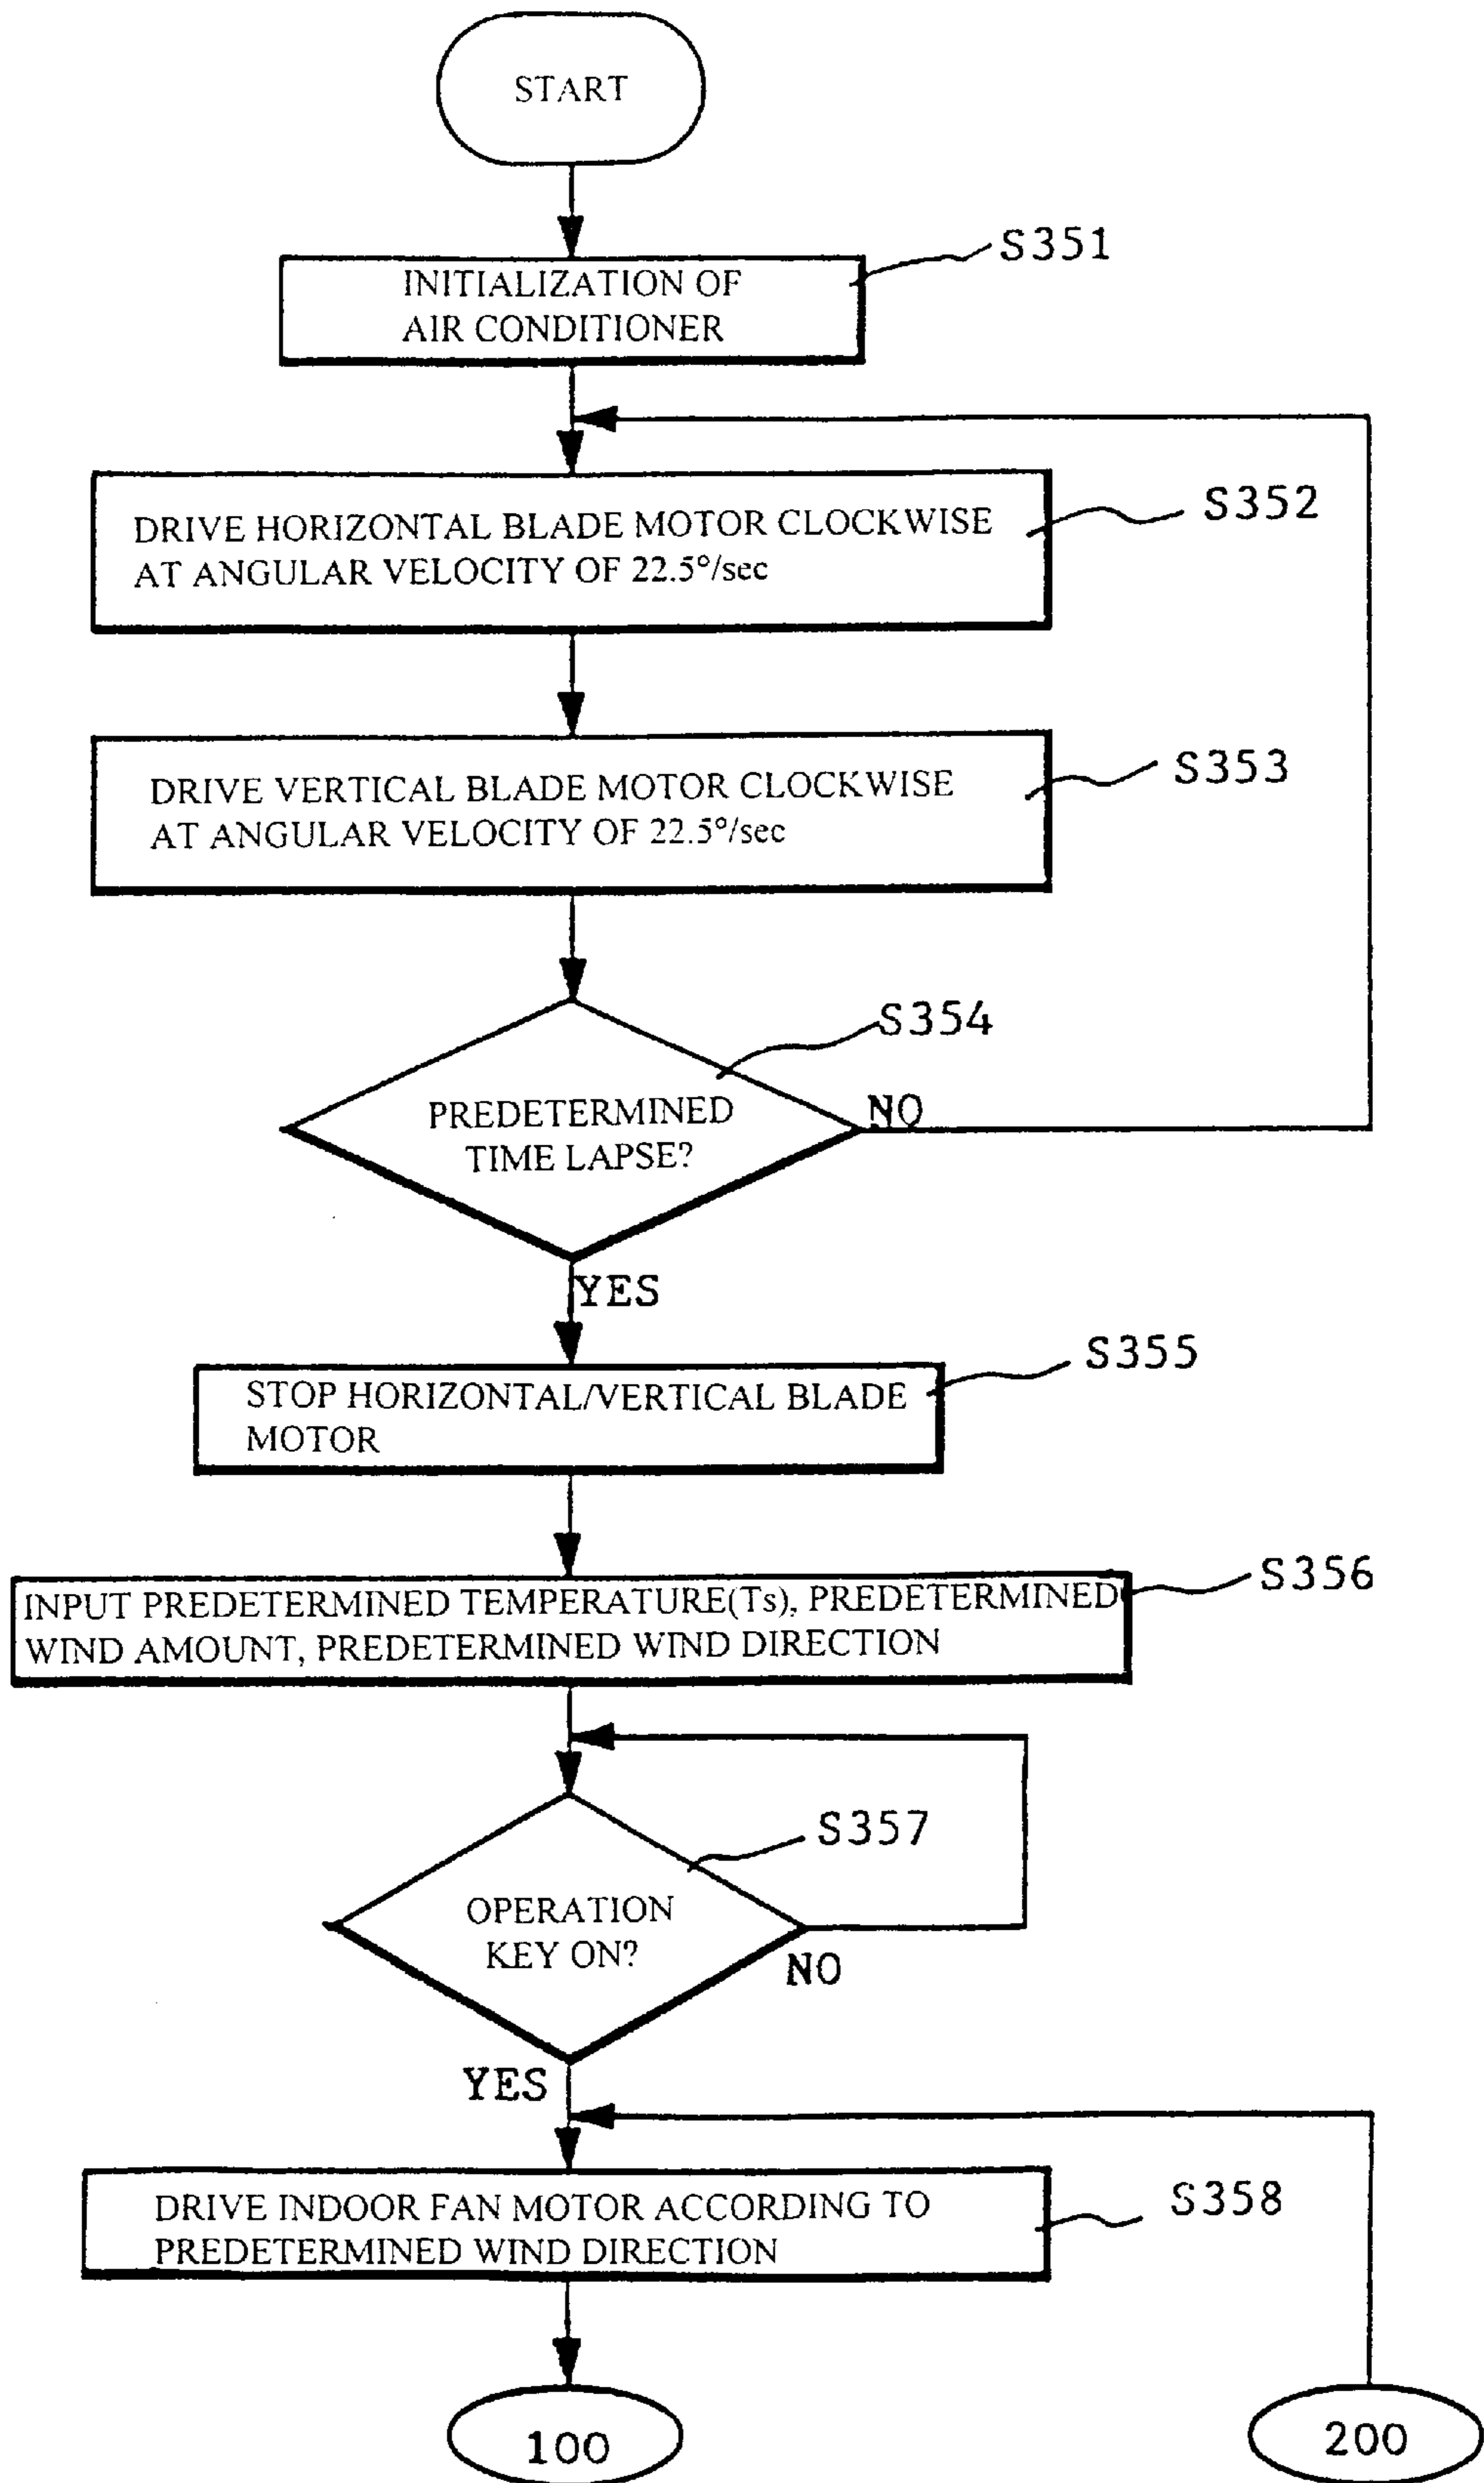 START
S351
INITIALIZATION OF
AIR CONDITIONER
S352
DRIVE HORIZONTAL BLADE MOTOR CLOCKWISE
AT ANGULAR VELOCITY OF 22.5°/sec
S353
DRIVE VERTICAL BLADE MOTOR CLOCKWISE
AT ANGULAR VELOCITY OF 22.5°/sec
S354
PREDETERMINED
TIME LAPSE?
NO
YES
S355
STOP HORIZONTAL/VERTICAL BLADE
MOTOR
S356
INPUT PREDETERMINED TEMPERATURE(Ts), PREDETERMINED
WIND AMOUNT, PREDETERMINED WIND DIRECTION
S357
OPERATION
KEY ON?
NO
YES
S358
DRIVE INDOOR FAN MOTOR ACCORDING TO
PREDETERMINED WIND DIRECTION
100
200